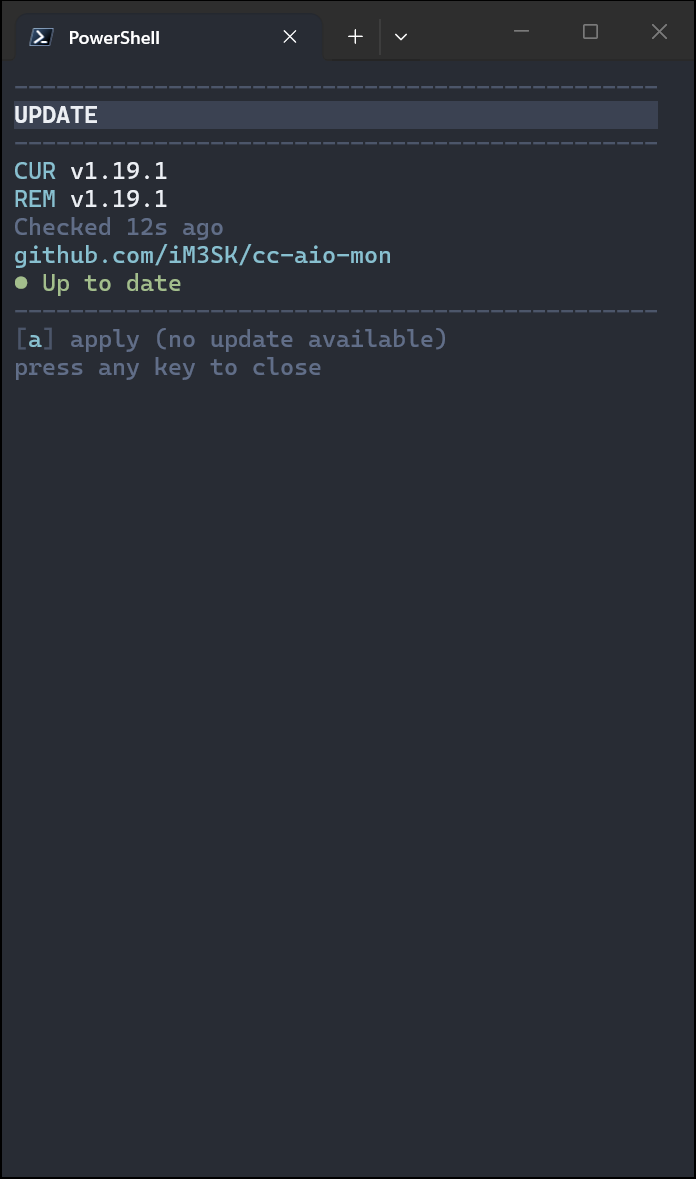 PowerShell
----------------------------------------------
UPDATE
----------------------------------------------
CUR v1.19.1
REM v1.19.1
Checked 12s ago
github.com/iM3SK/cc-aio-mon
● Up to date
----------------------------------------------
[a] apply (no update available)
press any key to close